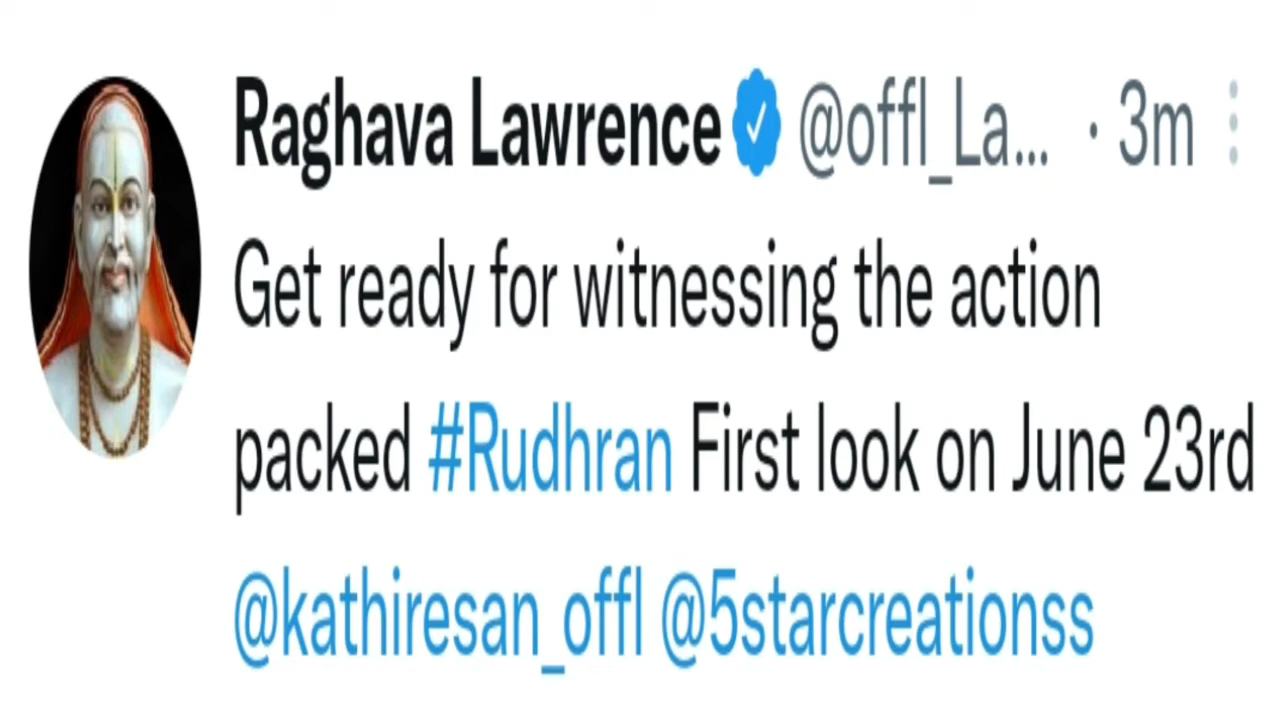 Raghava Lawrence @offl_La... · 3m
Get ready for witnessing the action
packed #Rudhran First look on June 23rd
@kathiresan_offl @5starcreationss